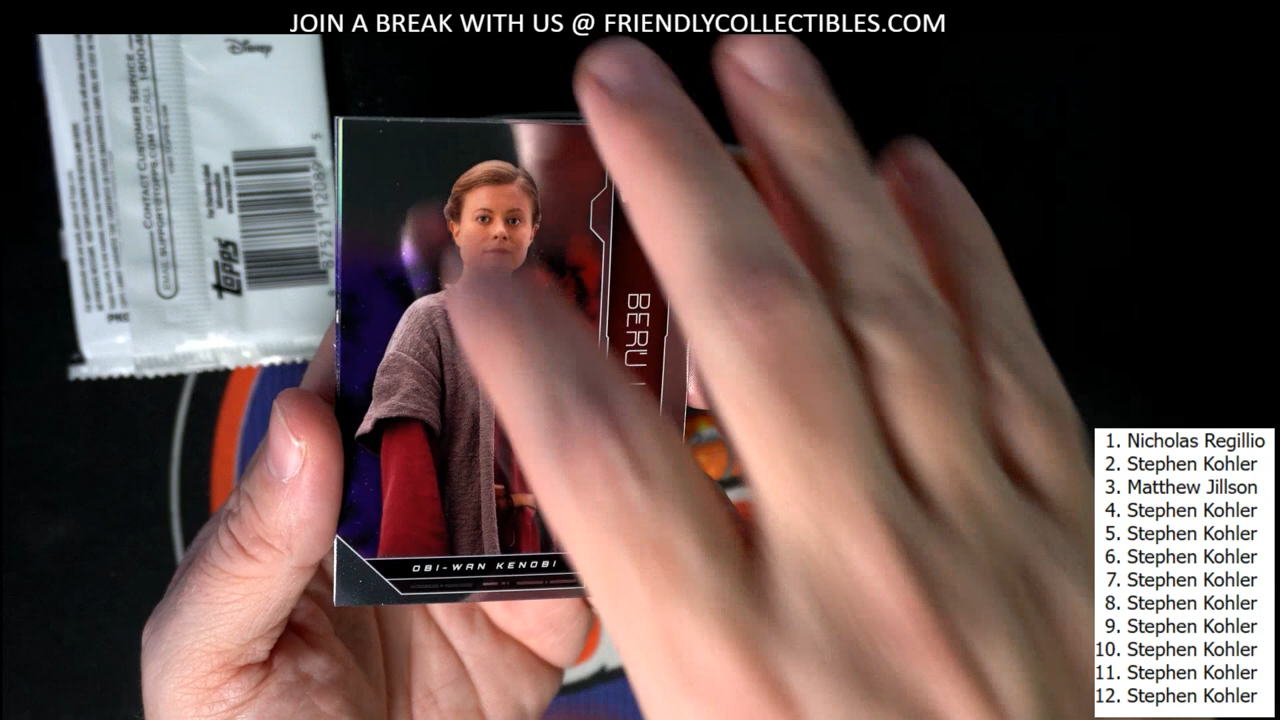 JOIN A BREAK WITH US @ FRIENDLYCOLLECTIBLES.COM
Disney
CONTACT CUSTOMER SERVICE
topps
BERU
OBI-WAN KENOBI
1. Nicholas Regillio
2. Stephen Kohler
3. Matthew Jillson
4. Stephen Kohler
5. Stephen Kohler
6. Stephen Kohler
7. Stephen Kohler
8. Stephen Kohler
9. Stephen Kohler
10. Stephen Kohler
11. Stephen Kohler
12. Stephen Kohler